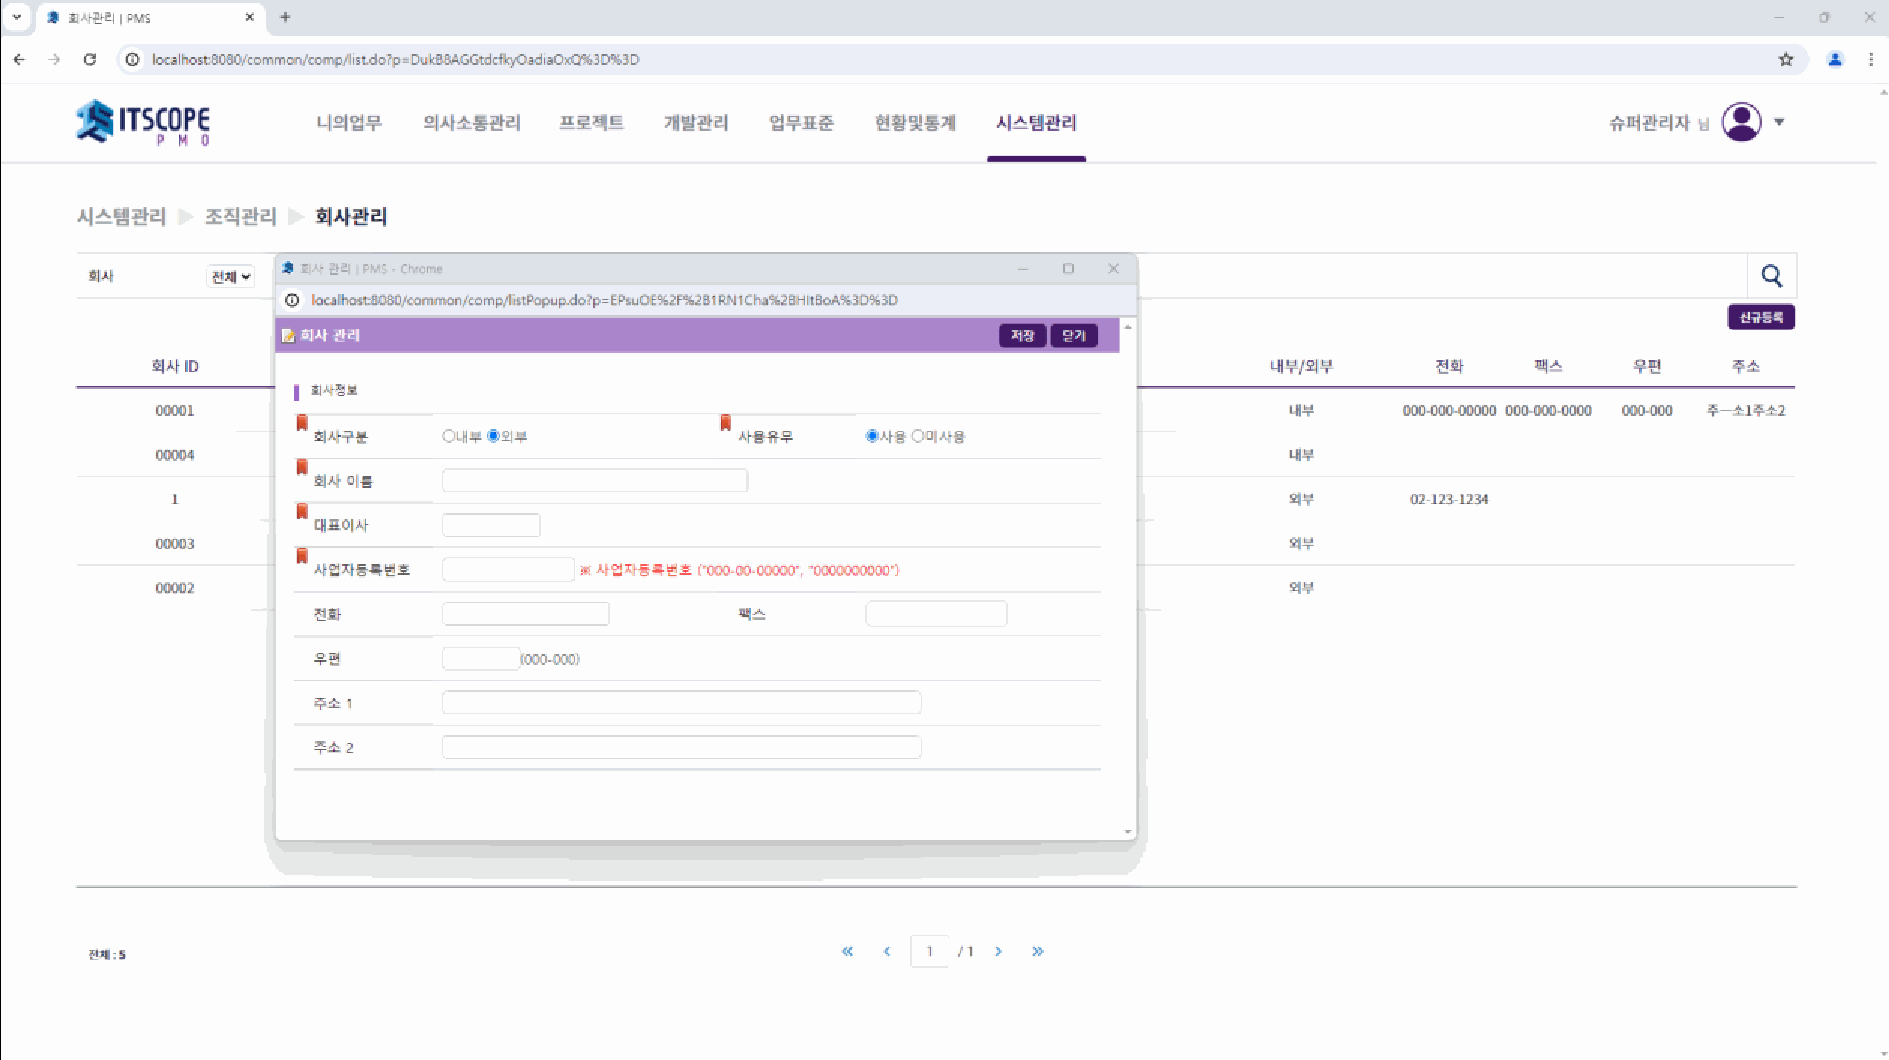 회사관리 | PMS
localhost:8080/common/comp/list.do?p=DukB8AGGtdcfkyOadiaOxQ%3D%3D
ITSCOPE
PMO
니의업무 의사소통관리 프로젝트 개발관리 업무표준 현황및통계 시스템관리
슈퍼관리자 님
시스템관리 조직관리 회사관리
회사 전체
신규등록
회사 ID 내부/외부 전화 팩스 우편 주소
00001 내부 000-000-00000 000-000-0000 000-000 주—소1주소2
00004 내부
1 외부 02-123-1234
00003 외부
00002 외부
회사 관리 | PMS - Chrome
localhost:8080/common/comp/listPopup.do?p=EPsuOE%2F%2B1RN1Cha%2BHItBoA%3D%3D
회사 관리 저장 닫기
회사정보
회사구분 내부 외부 사용유무 사용 미사용
회사 이름
대표이사
사업자등록번호 ※ 사업자등록번호 ("000-00-00000", "0000000000")
전화 팩스
우편 (000-000)
주소 1
주소 2
전체 : 5
« ‹ 1 / 1 › »